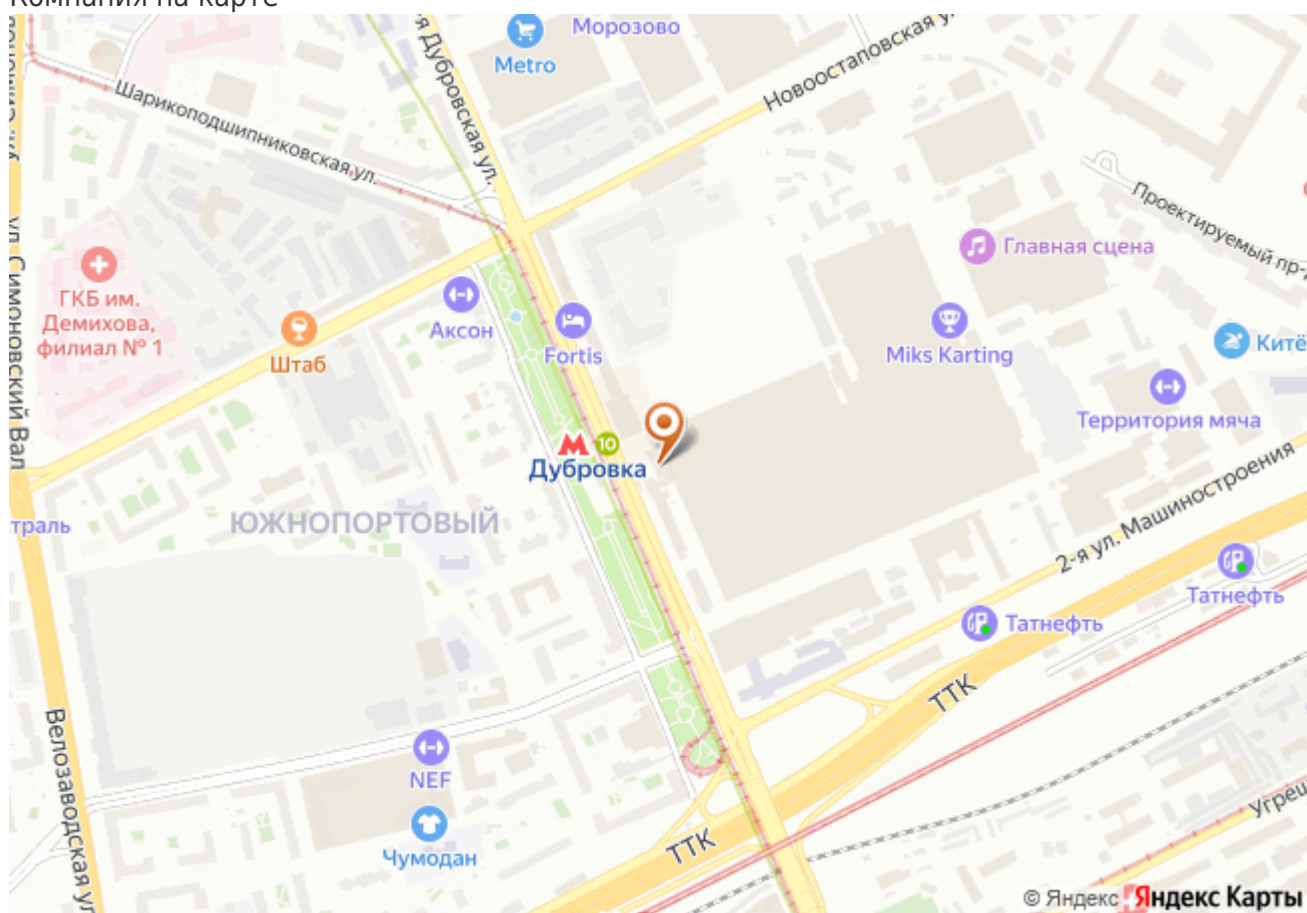 Компания на карте
Морозово
Metro
Новоостаповская у
-я Дубровская ул.
Шарикоподшипниковская ул.
Проектируемый пр-д
Главная сцена
ул. Симоновский Вал
ГКБ им.
Демихова,
филиал № 1
Аксон
Штаб
Fortis
Miks Karting
Китё
Территория мяча
М 10
Дубровка
ЮЖНОПОРТОВЫЙ
траль
2-я ул. Машиностроения
Татнефть
Татнефть
ТТК
Велозаводская ул
NEF
Чумодан
ТТК
Угреш
© Яндекс Яндекс Карты